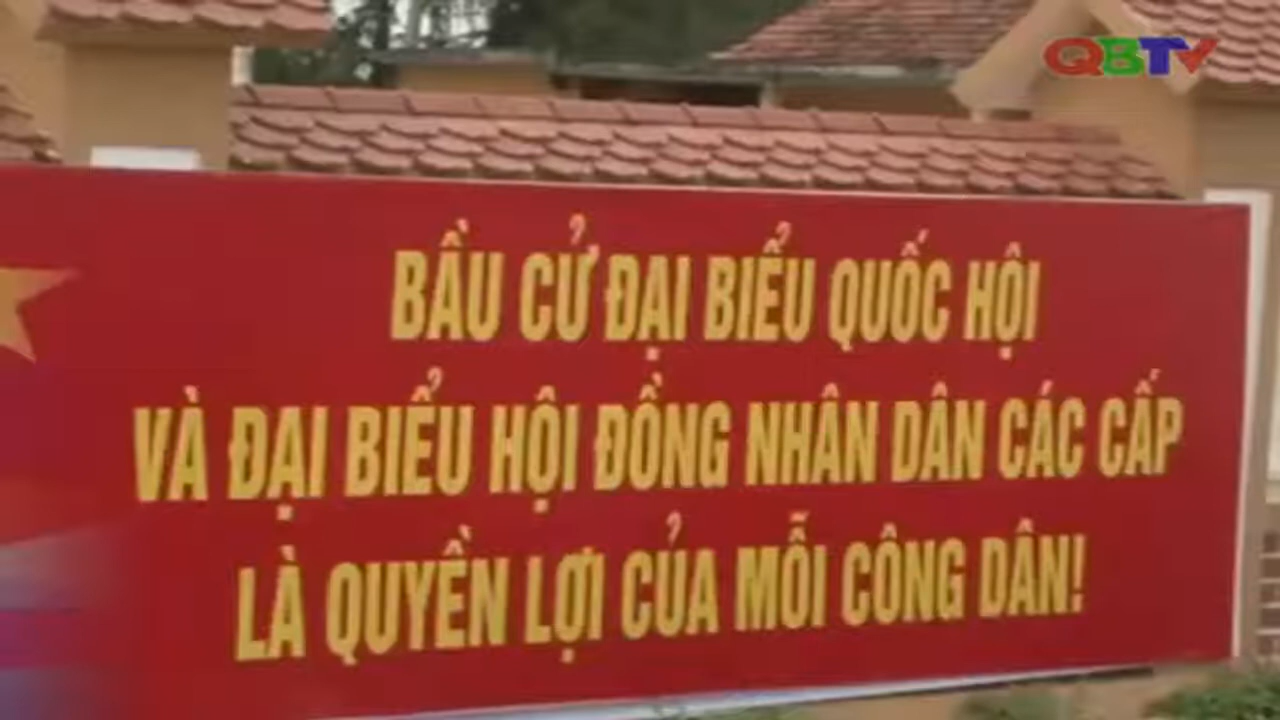 QBTV
BẦU CỬ ĐẠI BIỂU QUỐC HỘI
VÀ ĐẠI BIỂU HỘI ĐỒNG NHÂN DÂN CÁC CẤP
LÀ QUYỀN LỢI CỦA MỖI CÔNG DÂN!